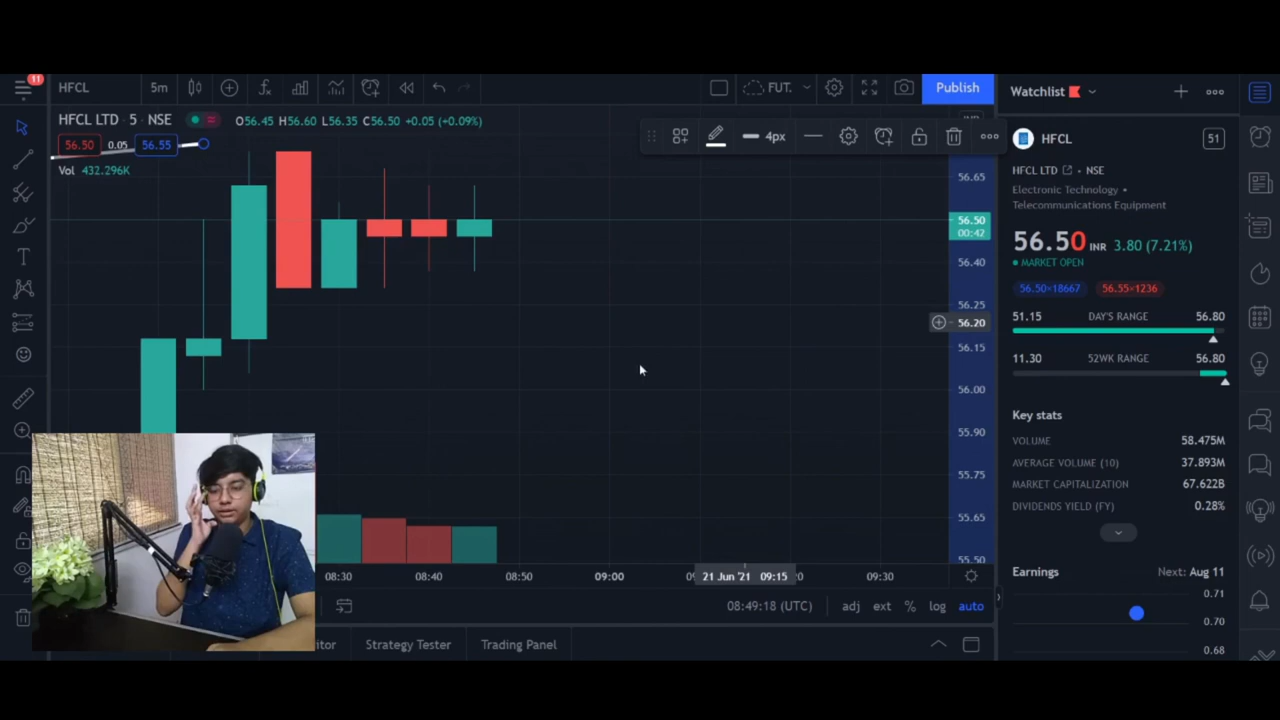 11
HFCL 5m FUT. Publish
HFCL LTD · 5 · NSE O56.45 H56.60 L56.35 C56.50 +0.05 (+0.09%)
56.50 0.05 56.55
Vol 432.296K
4px
56.65
56.50
00:42
56.40
56.25
56.20
56.15
56.00
55.90
55.75
55.65
55.50
08:30 08:40 08:50 09:00 21 Jun '21 09:15 09:30
08:49:18 (UTC) adj ext % log auto
Strategy Tester Trading Panel
Watchlist
HFCL 51
HFCL LTD • NSE
Electronic Technology •
Telecommunications Equipment
56.50 INR 3.80 (7.21%)
MARKET OPEN
56.50×18667 56.55×1236
51.15 DAY'S RANGE 56.80
11.30 52WK RANGE 56.80
Key stats
VOLUME 58.475M
AVERAGE VOLUME (10) 37.893M
MARKET CAPITALIZATION 67.622B
DIVIDENDS YIELD (FY) 0.28%
Earnings Next: Aug 11
0.71
0.70
0.68